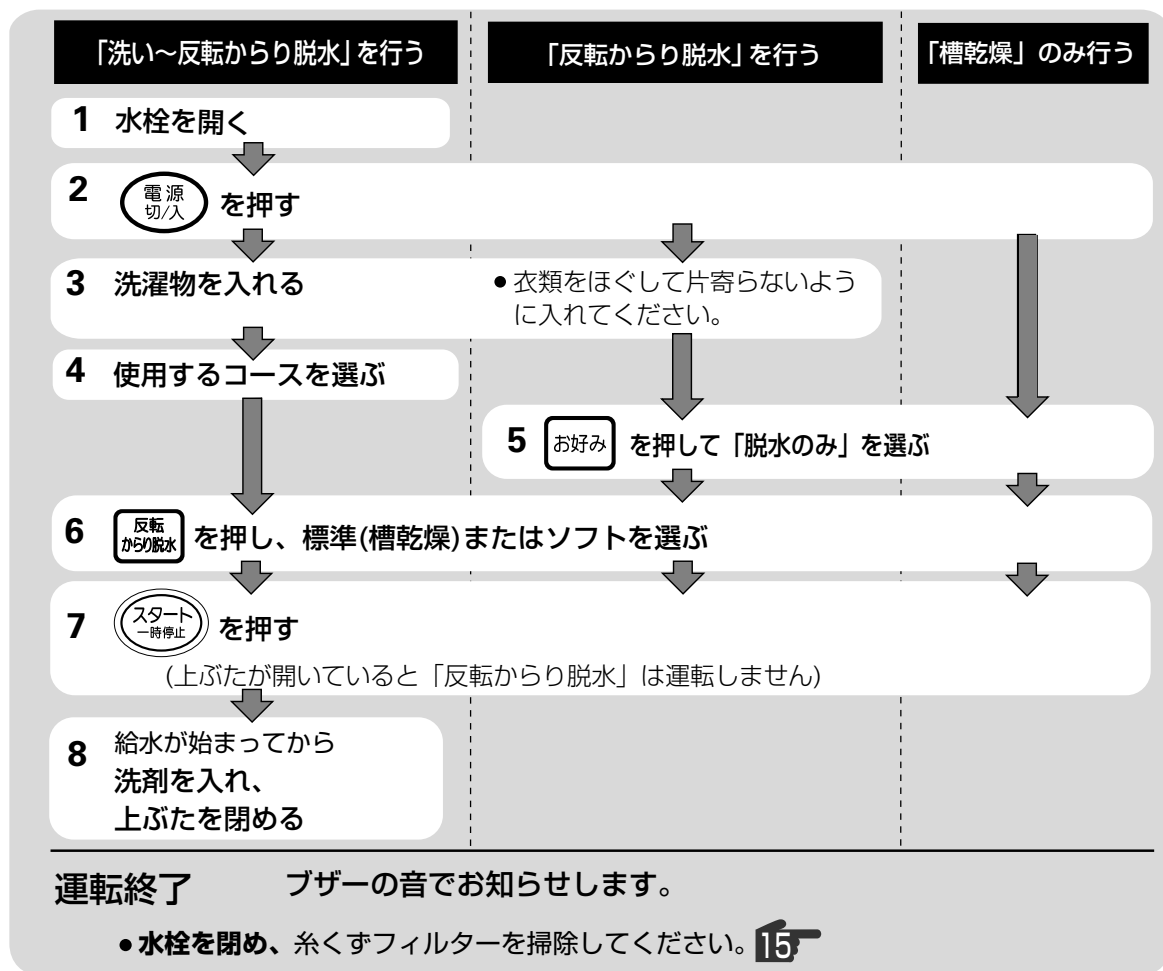 「洗い～反転からり脱水」を行う
「反転からり脱水」を行う
「槽乾燥」のみ行う
1 水栓を開く
2 電源 切/入 を押す
3 洗濯物を入れる
●衣類をほぐして片寄らないよう
に入れてください。
4 使用するコースを選ぶ
5 お好み を押して「脱水のみ」を選ぶ
6 反転 からり脱水 を押し、標準(槽乾燥)またはソフトを選ぶ
7 スタート 一時停止 を押す
(上ぶたが開いていると「反転からり脱水」は運転しません)
8 給水が始まってから
洗剤を入れ、
上ぶたを閉める
運転終了 ブザーの音でお知らせします。
●水栓を閉め、糸くずフィルターを掃除してください。15